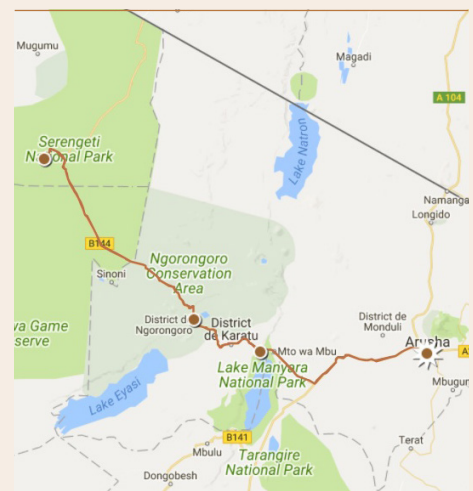 Mugumu
Magadi
A 104
Serengeti
National Park
Lake Natron
Namanga
Longido
B144
Ngorongoro
Conservation
Area
Sinoni
District d
Ngorongoro
District
de Karatu
District de
Monduli
va Game
serve
Mto wa Mbu
Arusha
Lake Manyara
National Park
Lake Eyasi
Mbugur
B141
Mbulu
Terat
Tarangire
National Park
Dongobesh